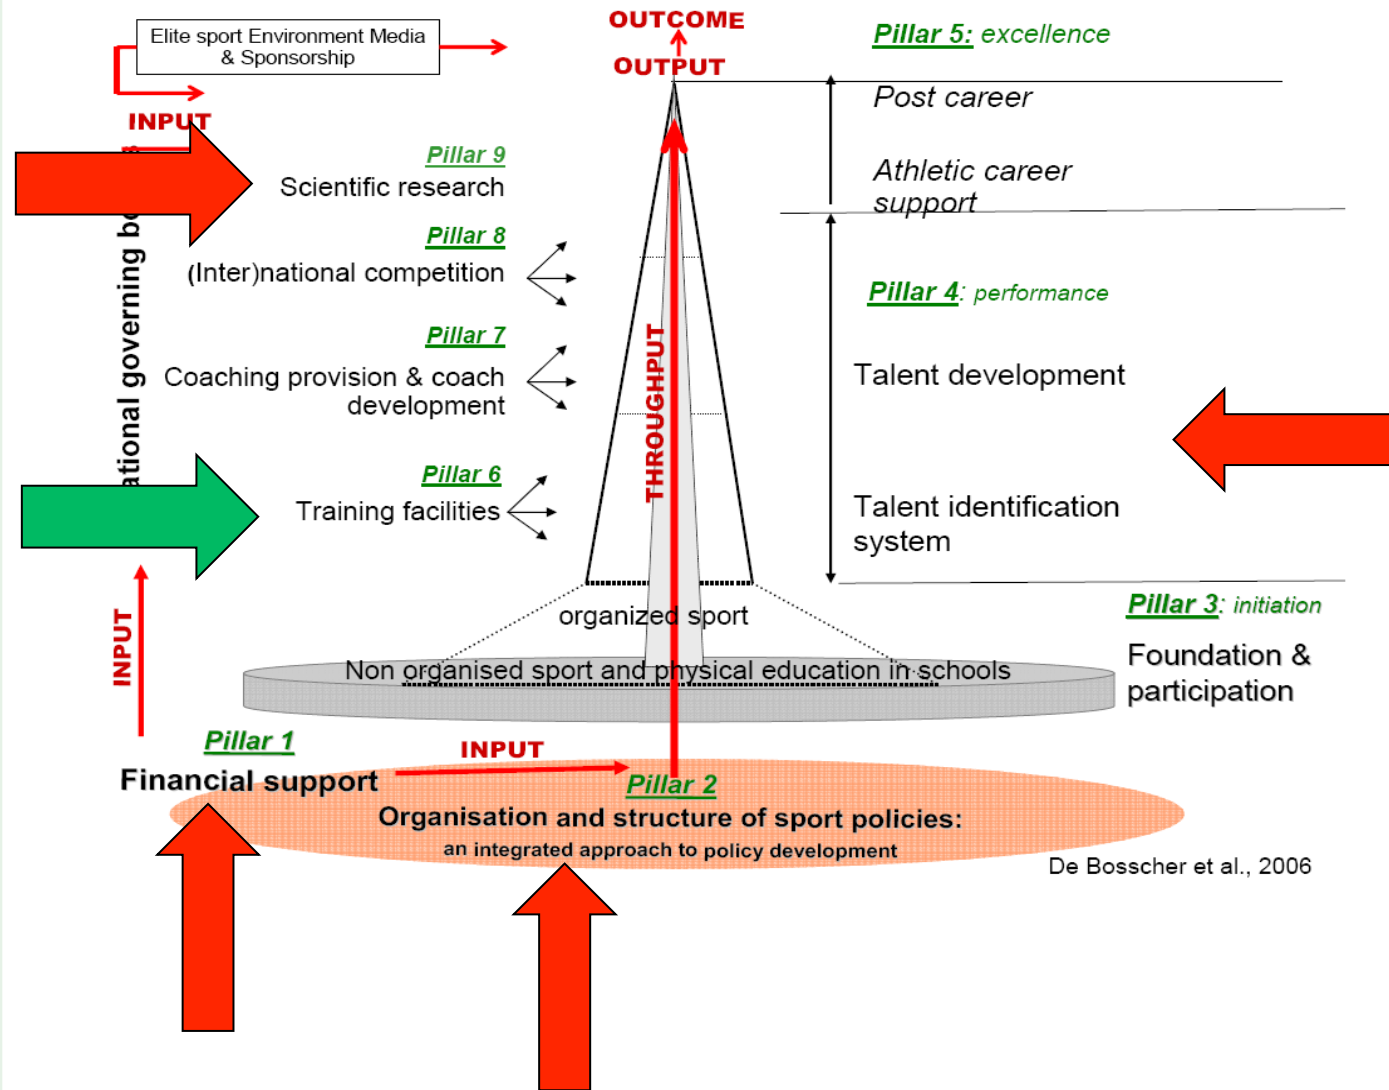 Elite sport Environment Media
& Sponsorship
INPUT
OUTCOME
OUTPUT
Pillar 5: excellence
Post career
Athletic career
support
Pillar 9
Scientific research
Pillar 8
(Inter)national competition
Pillar 7
Coaching provision & coach
development
Pillar 6
Training facilities
ational governing bo
THROUGHPUT
Pillar 4: performance
Talent development
Talent identification
system
Pillar 3: initiation
Foundation &
participation
organized sport
Non organised sport and physical education in schools
INPUT
Pillar 1
Financial support
INPUT
Pillar 2
Organisation and structure of sport policies:
an integrated approach to policy development
De Bosscher et al., 2006